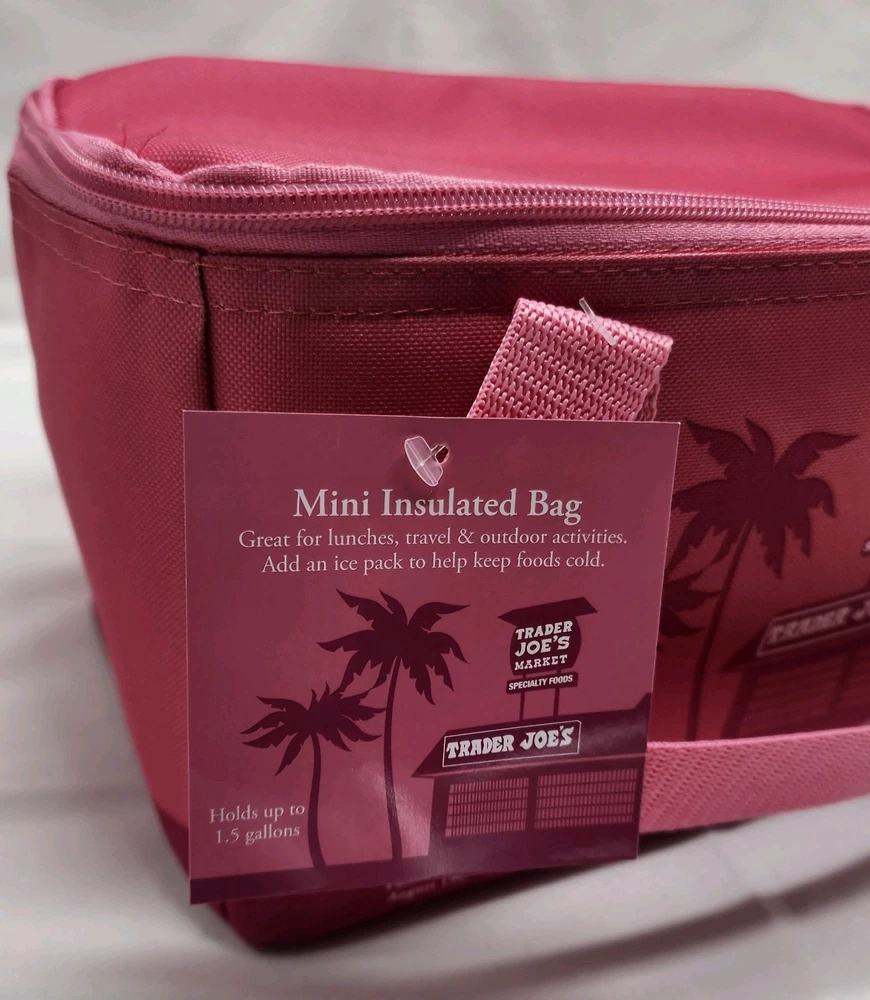 Mini Insulated Bag
Great for lunches, travel & outdoor activities.
Add an ice pack to help keep foods cold.
TRADER
JOE'S
MARKET
SPECIALTY FOODS
TRADER JOE'S
Holds up to
1.5 gallons
TRADER J